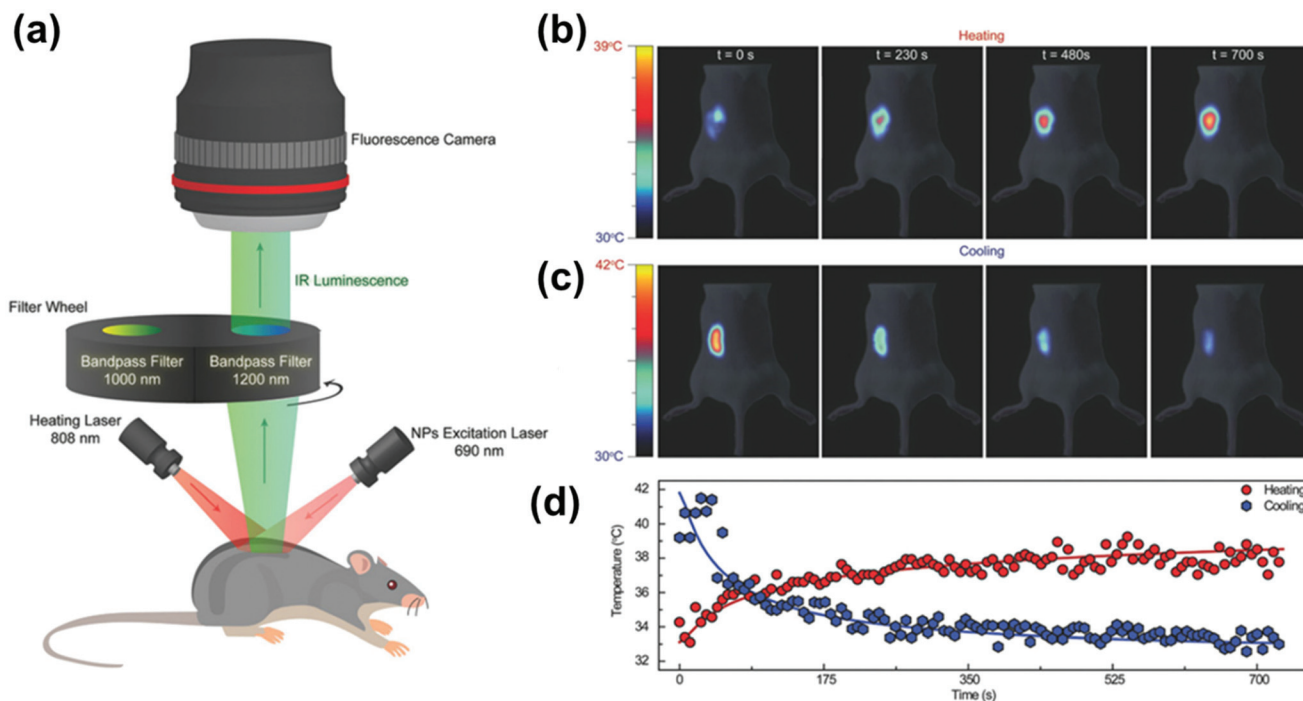 (a)
Fluorescence Camera
IR Luminescence
Filter Wheel
Bandpass Filter
1000 nm
Bandpass Filter
1200 nm
Heating Laser
808 nm
NPs Excitation Laser
690 nm
(b)
Heating
39°C
30°C
t = 0 s
t = 230 s
t = 480s
t = 700 s
(c)
Cooling
42°C
30°C
(d)
Heating
Cooling
Temperature (°C)
42
40
38
36
34
32
0
175
350
525
700
Time (s)